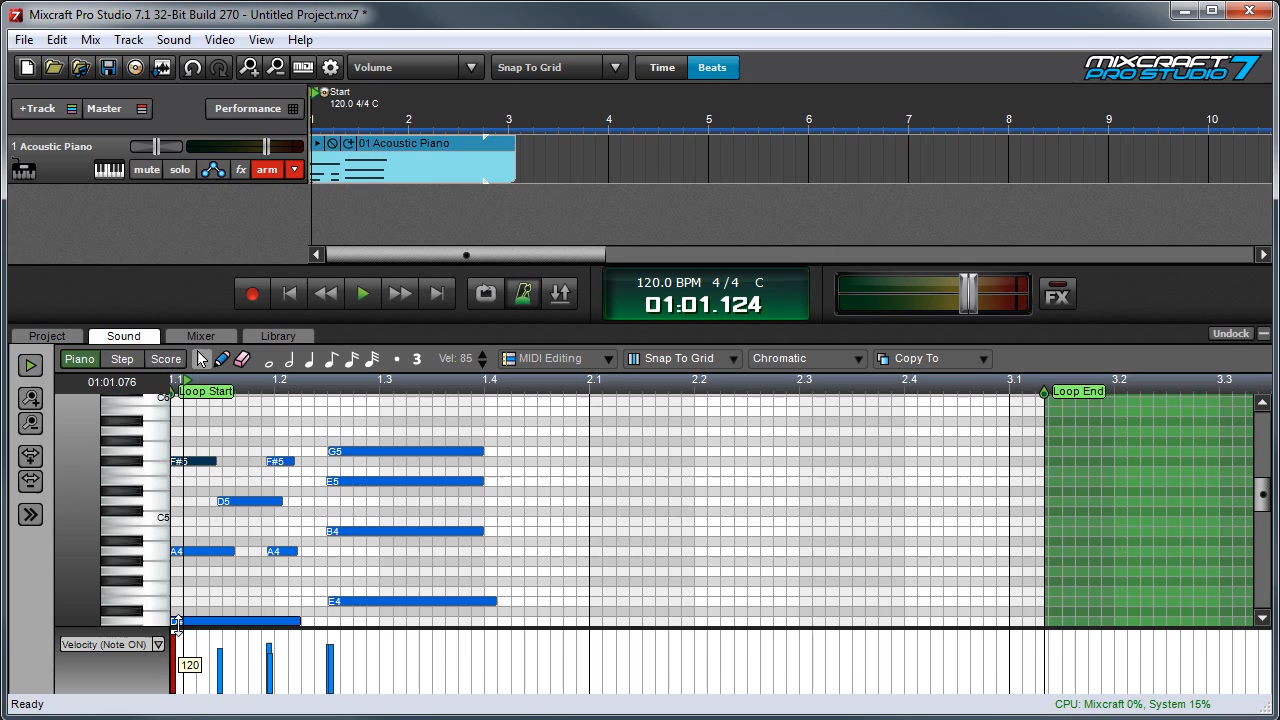 Mixcraft Pro Studio 7.1 32-Bit Build 270 - Untitled Project.mx7 *
File Edit Mix Track Sound Video View Help
Volume Snap To Grid Time Beats MIXCRAFT PRO STUDIO 7
+Track Master Performance
Start
120.0 4/4 C
2 3 4 5 6 7 8 9 10
1 Acoustic Piano
01 Acoustic Piano
mute solo fx arm
120.0 BPM 4/4 C
01:01.124
FX
Project Sound Mixer Library Undock
Piano Step Score 3 Vel: 85 MIDI Editing Snap To Grid Chromatic Copy To
01:01.076 1.1 1.2 1.3 1.4 2.1 2.2 2.3 2.4 3.1 3.2 3.3
Loop Start Loop End
C6
G5
F#5 F#5
E5
D5
C5
B4
A4 A4
E4
Velocity (Note ON)
120
Ready CPU: Mixcraft 0%, System 15%